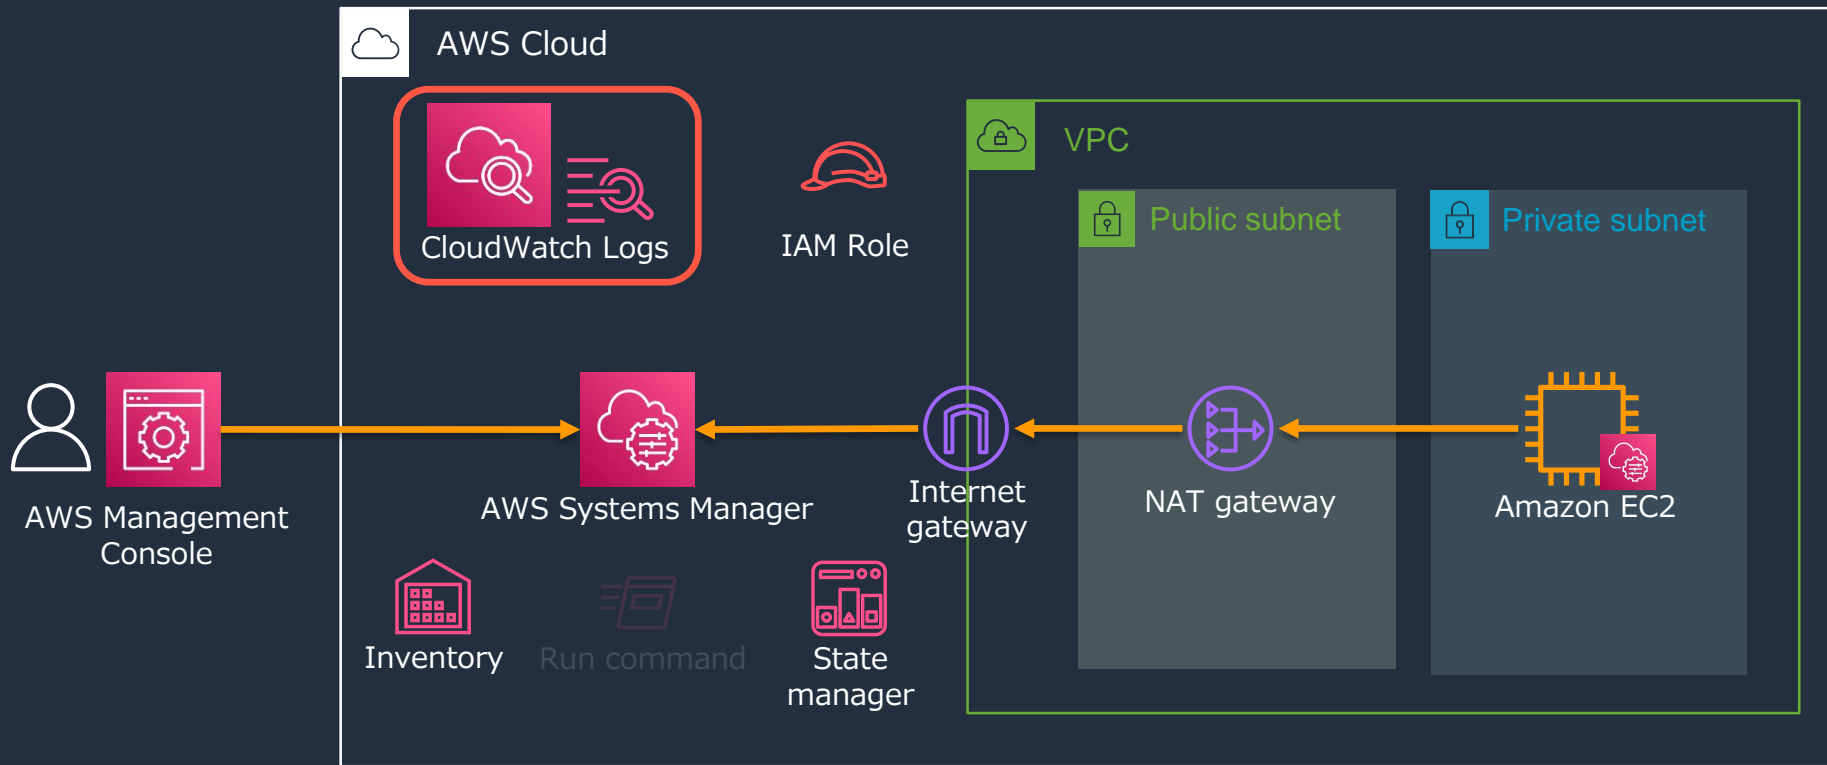 AWS Cloud
CloudWatch Logs
IAM Role
VPC
Public subnet
Private subnet
AWS Management
Console
AWS Systems Manager
Internet
gateway
NAT gateway
Amazon EC2
Inventory
Run command
State
manager